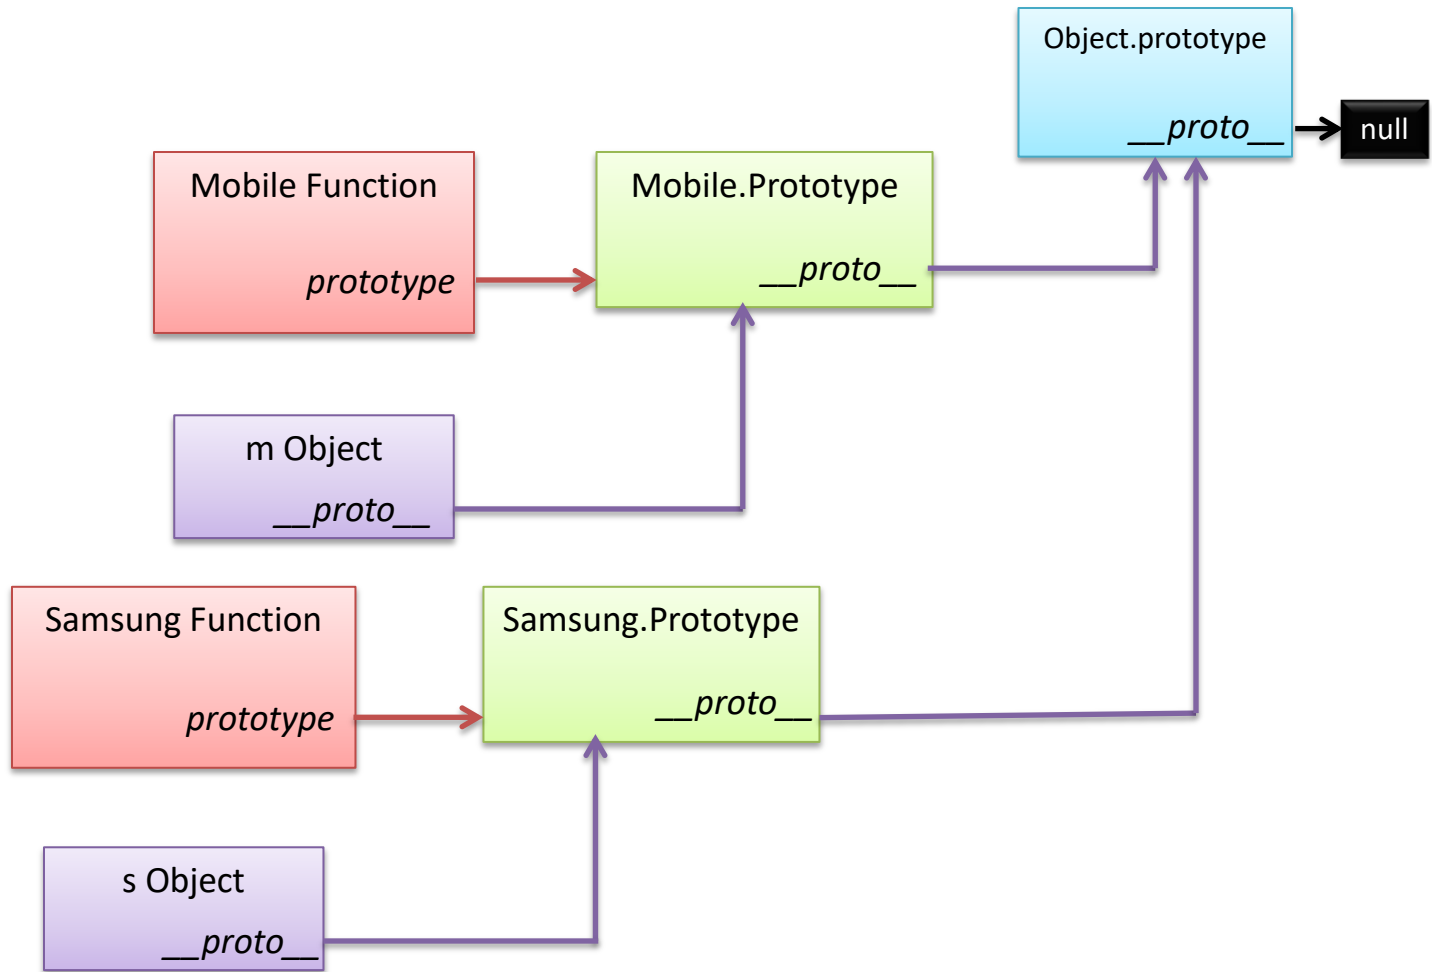 Object.prototype
__proto__
null
Mobile Function
prototype
Mobile.Prototype
__proto__
m Object
__proto__
Samsung Function
prototype
Samsung.Prototype
__proto__
s Object
__proto__